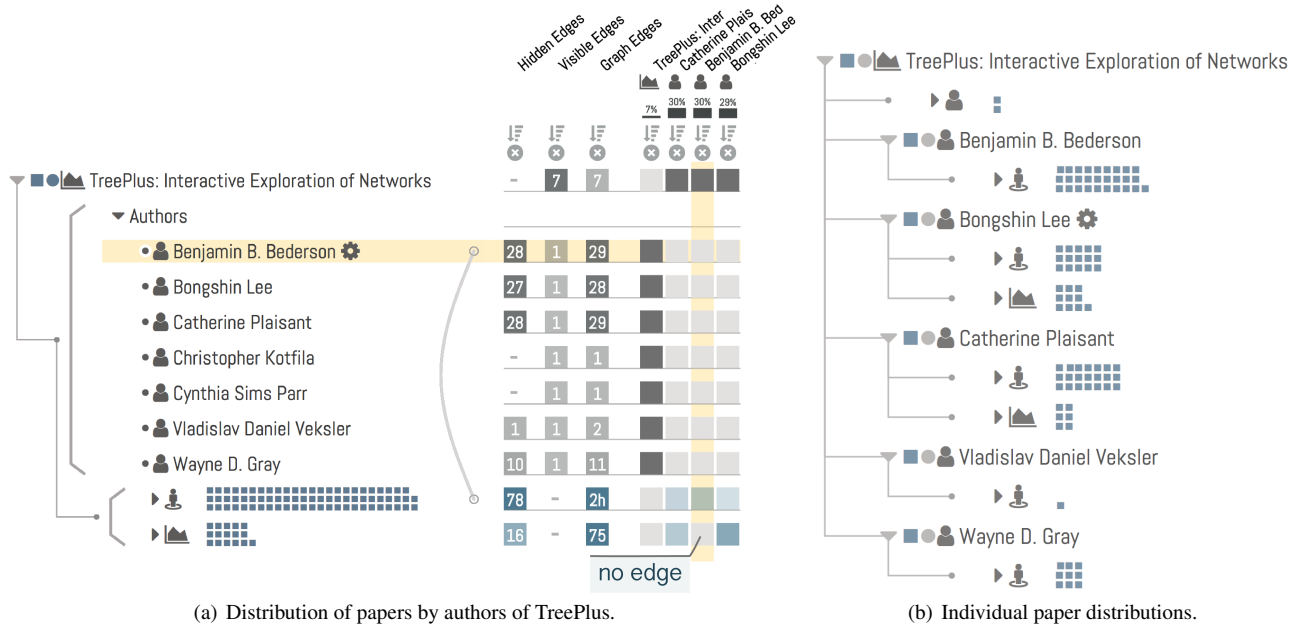 Hidden Edges
Visible Edges
Graph Edges
TreePlus: Inter
Catherine Plais
Benjamin B. Bed
Bongshin Lee
7% 30% 30% 29%
TreePlus: Interactive Exploration of Networks - 7 7
Authors
Benjamin B. Bederson 28 1 29
Bongshin Lee 27 1 28
Catherine Plaisant 28 1 29
Christopher Kotfila - 1 1
Cynthia Sims Parr - 1 1
Vladislav Daniel Veksler 1 1 2
Wayne D. Gray 10 1 11
78 - 2h
16 - 75
no edge
(a) Distribution of papers by authors of TreePlus.
TreePlus: Interactive Exploration of Networks
Benjamin B. Bederson
Bongshin Lee
Catherine Plaisant
Vladislav Daniel Veksler
Wayne D. Gray
(b) Individual paper distributions.